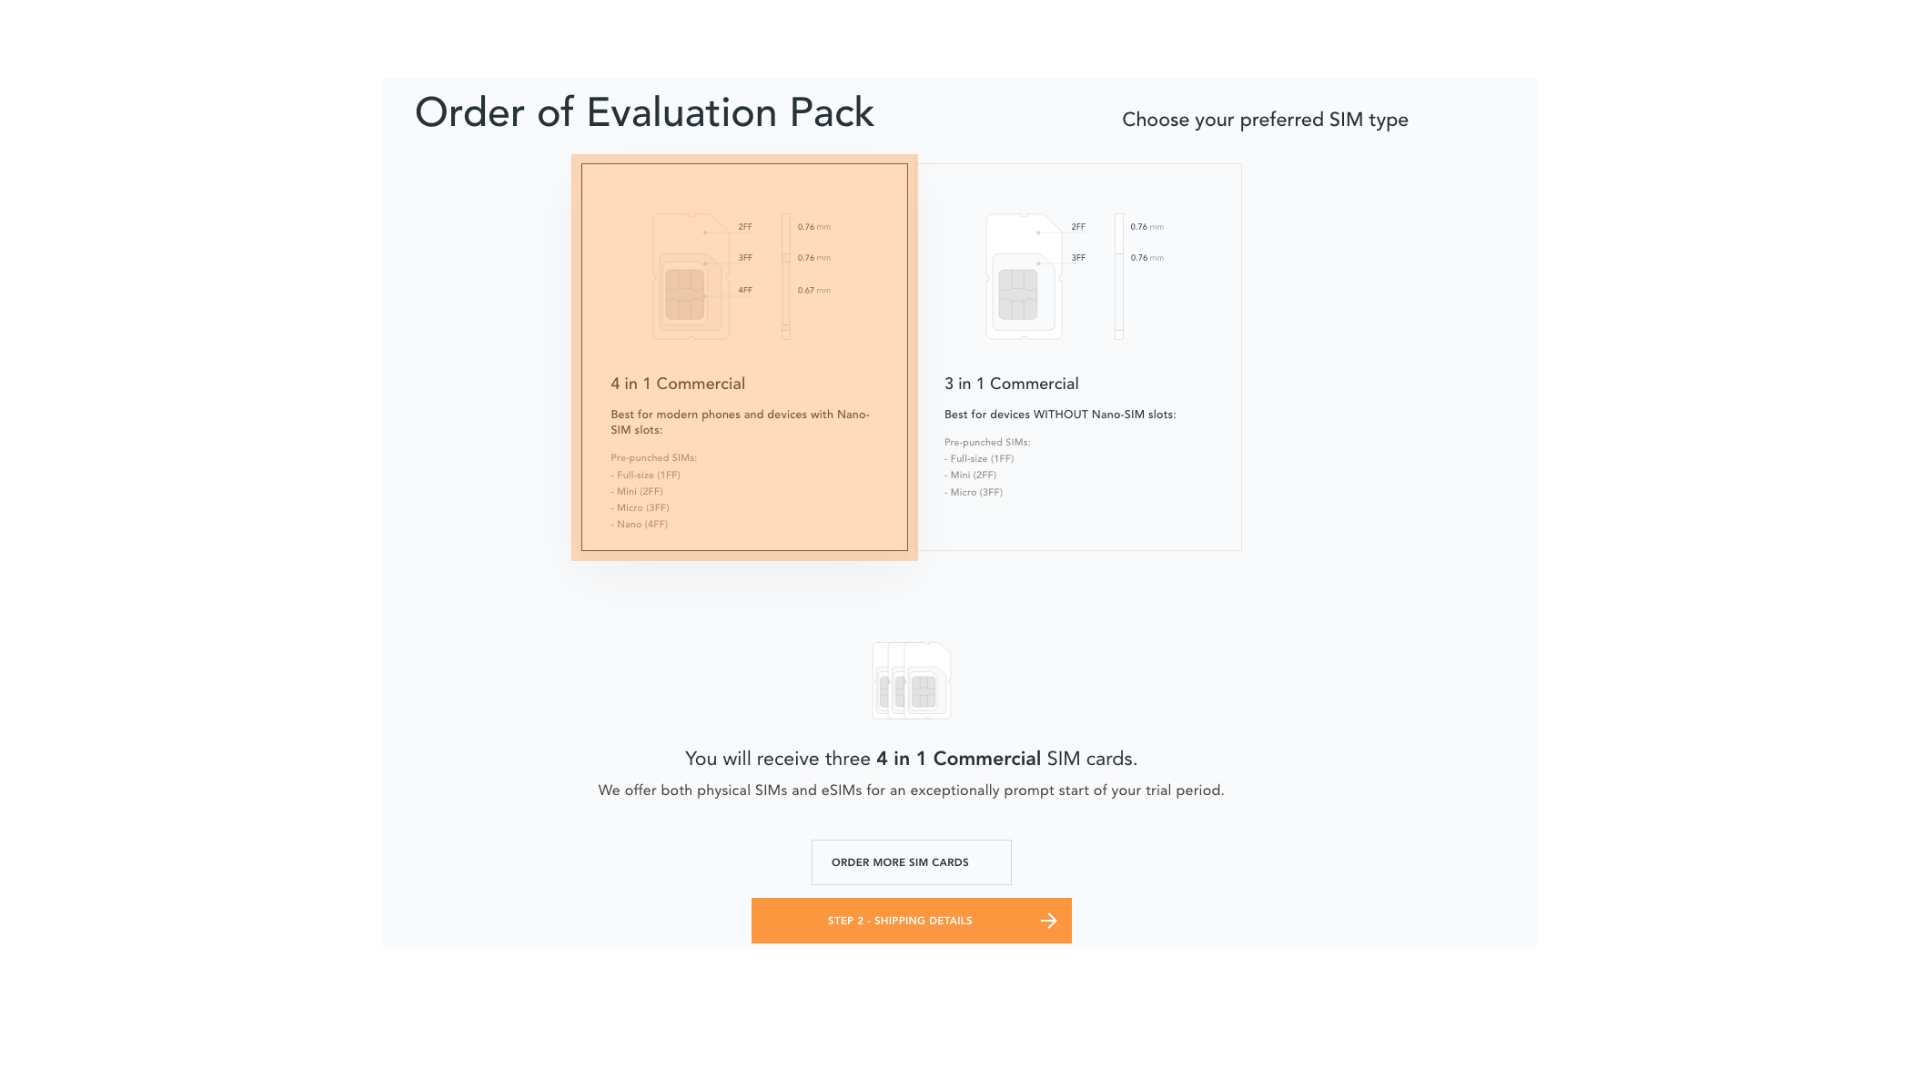 Order of Evaluation Pack
Choose your preferred SIM type
2FF
0.76 mm
3FF
0.76 mm
4FF
0.67 mm
4 in 1 Commercial
Best for modern phones and devices with Nano-
SIM slots:
Pre-punched SIMs:
- Full-size (1FF)
- Mini (2FF)
- Micro (3FF)
- Nano (4FF)
2FF
0.76 mm
3FF
0.76 mm
3 in 1 Commercial
Best for devices WITHOUT Nano-SIM slots:
Pre-punched SIMs:
- Full-size (1FF)
- Mini (2FF)
- Micro (3FF)
You will receive three 4 in 1 Commercial SIM cards.
We offer both physical SIMs and eSIMs for an exceptionally prompt start of your trial period.
ORDER MORE SIM CARDS
STEP 2 - SHIPPING DETAILS